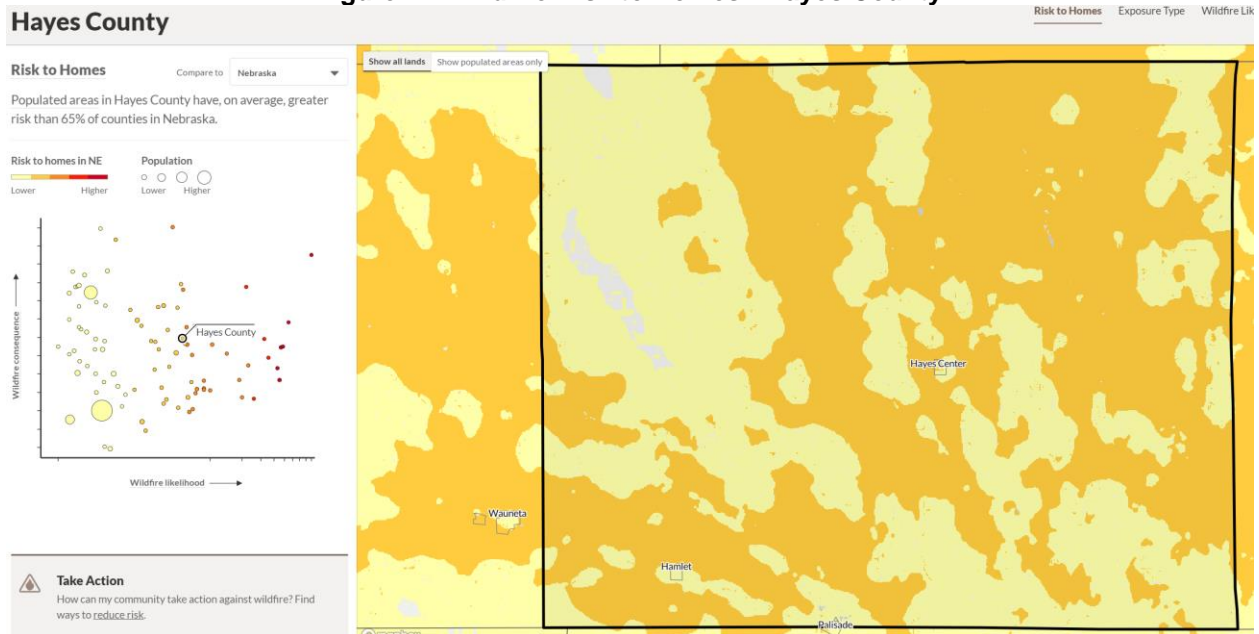 Hayes County
Risk to Homes
Exposure Type
Risk to Homes
Compare to
Nebraska
Populated areas in Hayes County have, on average, greater
risk than 65% of counties in Nebraska.
Risk to homes in NE
Population
Lower
Higher
Lower
Higher
Wildfire consequence
Hayes County
Wildfire likelihood
Take Action
How can my community take action against wildfire? Find
ways to reduce risk.
Show all lands
Show populated areas only
Hayes Center
Wauneta
Hamlet
Palisade